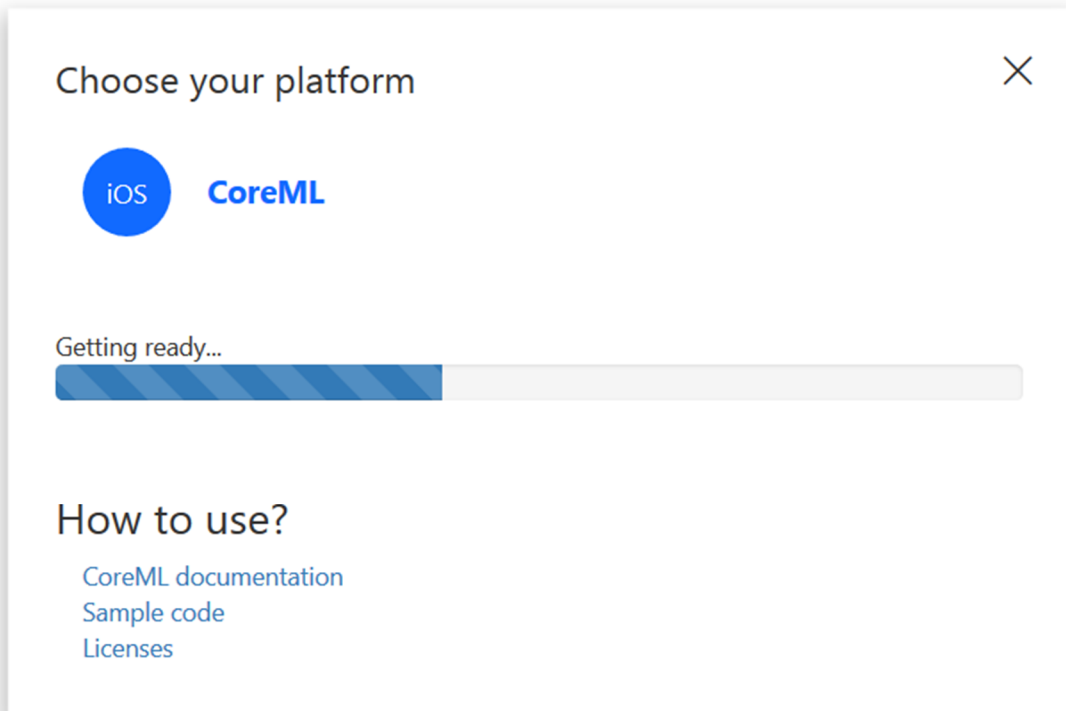 Choose your platform
iOS
CoreML
Getting ready...
How to use?
CoreML documentation
Sample code
Licenses